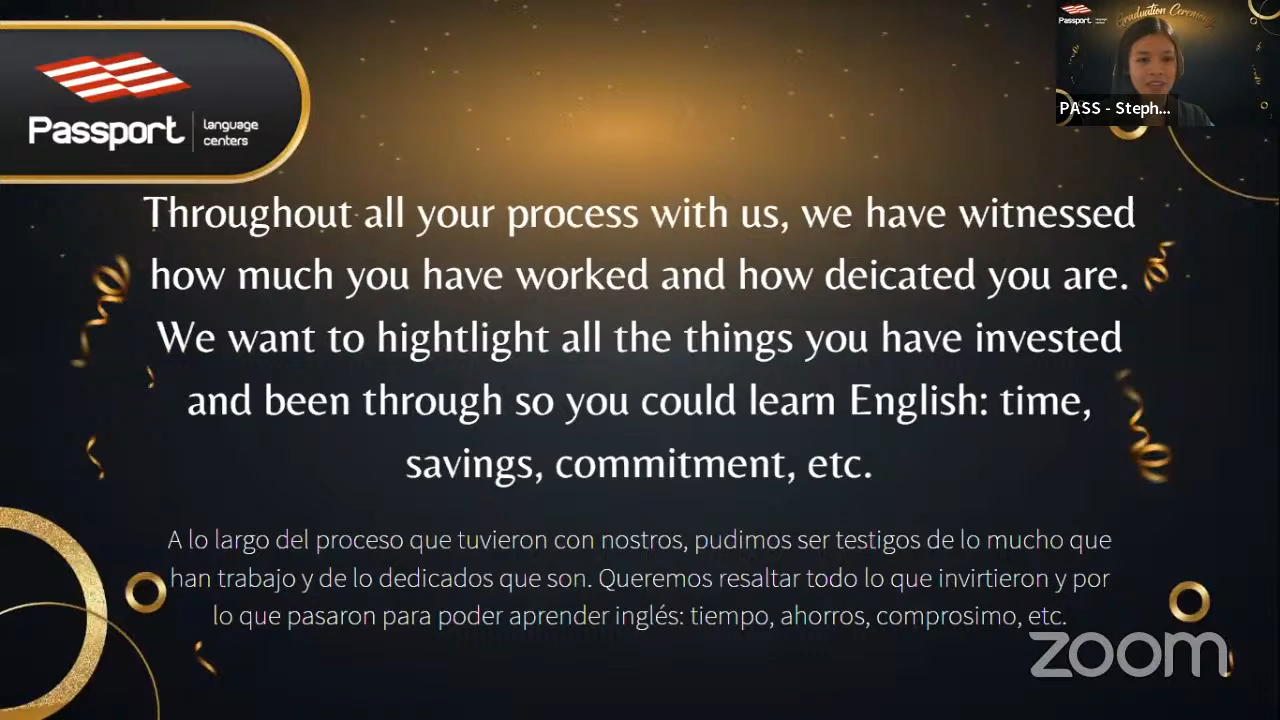 Passport
language
centers
Passport
Graduation Ceremony
PASS - Steph...
Throughout all your process with us, we have witnessed
how much you have worked and how deicated you are.
We want to hightlight all the things you have invested
and been through so you could learn English: time,
savings, commitment, etc.
A lo largo del proceso que tuvieron con nostros, pudimos ser testigos de lo mucho que
han trabajo y de lo dedicados que son. Queremos resaltar todo lo que invirtieron y por
lo que pasaron para poder aprender inglés: tiempo, ahorros, comprosimo, etc.
zoom